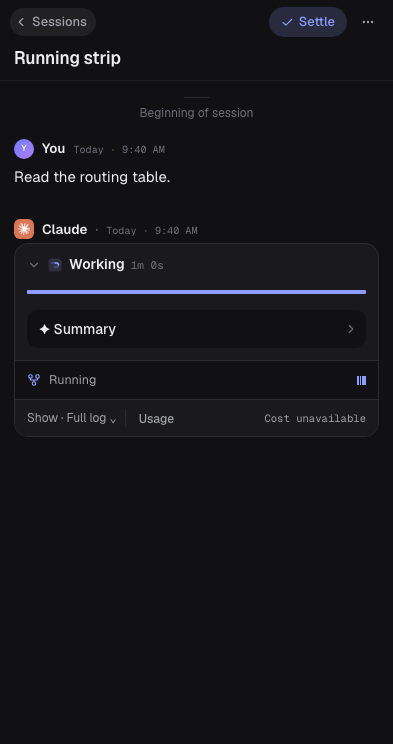 Sessions
Settle
Running strip
Beginning of session
Y You Today · 9:40 AM
Read the routing table.
Claude · Today · 9:40 AM
Working 1m 0s
Summary
Running
Show · Full log Usage Cost unavailable